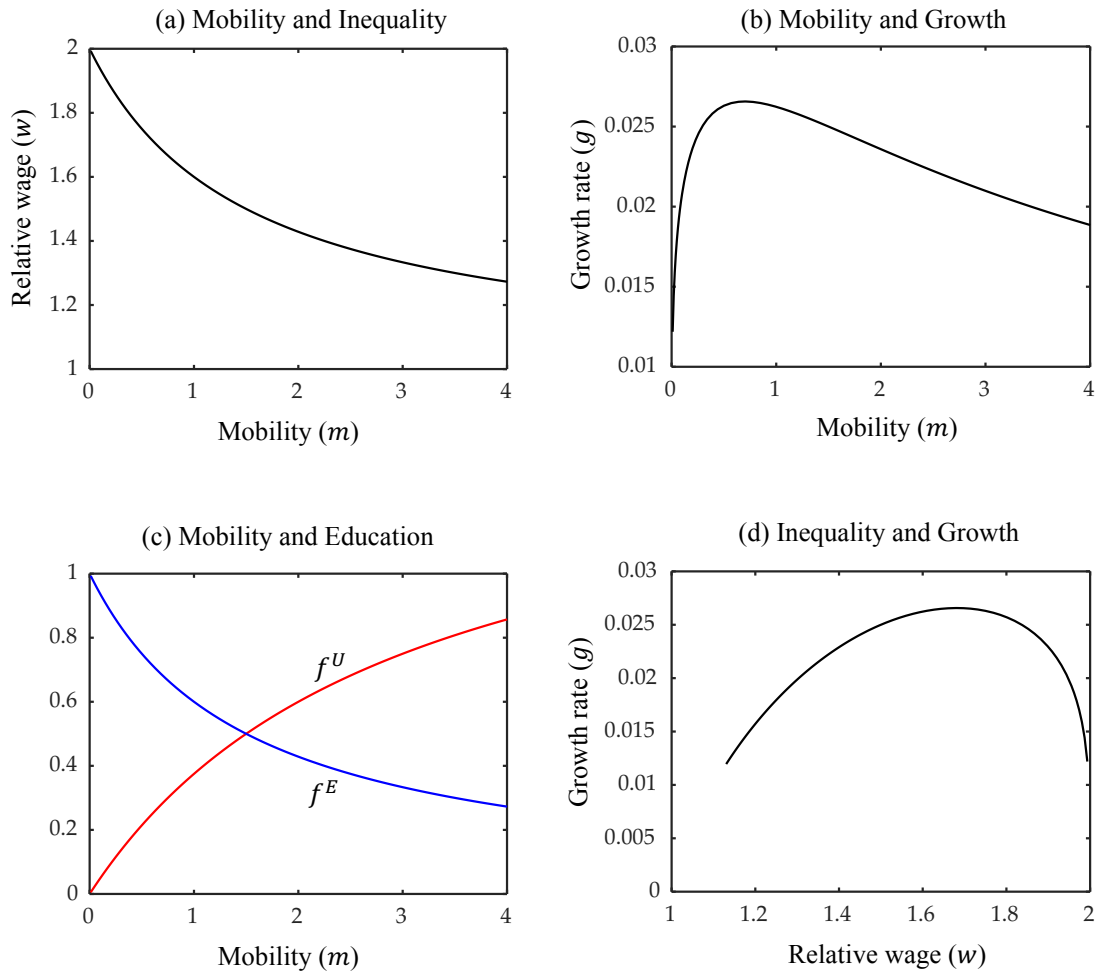 (a) Mobility and Inequality
Relative wage (w)
2
1.8
1.6
1.4
1.2
1
0 1 2 3 4
Mobility (m)
(b) Mobility and Growth
Growth rate (g)
0.03
0.025
0.02
0.015
0.01
0 1 2 3 4
Mobility (m)
(c) Mobility and Education
1
0.8
0.6
0.4
0.2
0
f^U
f^E
0 1 2 3 4
Mobility (m)
(d) Inequality and Growth
Growth rate (g)
0.03
0.025
0.02
0.015
0.01
0.005
0
1 1.2 1.4 1.6 1.8 2
Relative wage (w)